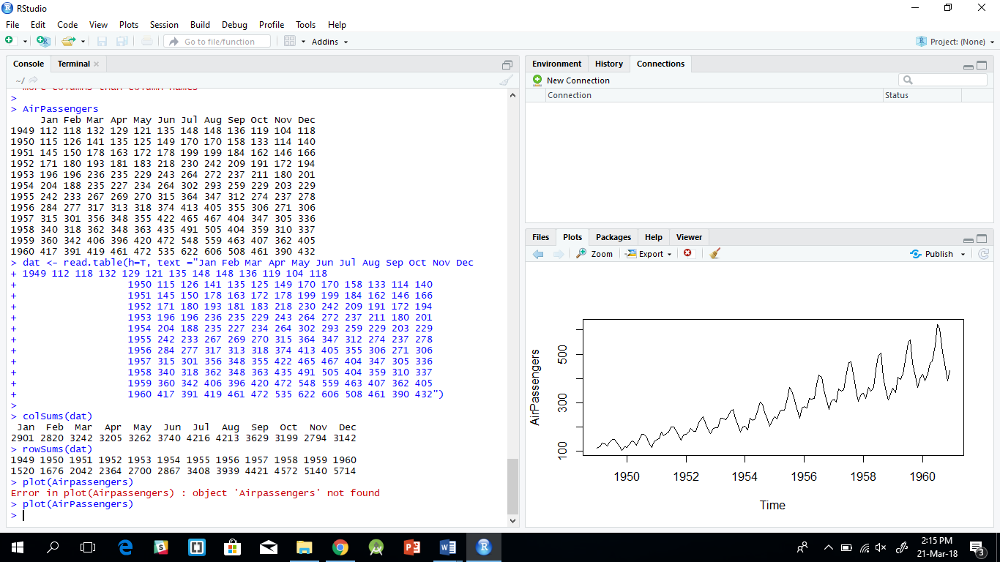 RStudio
File Edit Code View Plots Session Build Debug Profile Tools Help
Go to file/function Addins Project: (None)
Console Terminal
~/
more columns than column names
>
> AirPassengers
Jan Feb Mar Apr May Jun Jul Aug Sep Oct Nov Dec
1949 112 118 132 129 121 135 148 148 136 119 104 118
1950 115 126 141 135 125 149 170 170 158 133 114 140
1951 145 150 178 163 172 178 199 199 184 162 146 166
1952 171 180 193 181 183 218 230 242 209 191 172 194
1953 196 196 236 235 229 243 264 272 237 211 180 201
1954 204 188 235 227 234 264 302 293 259 229 203 229
1955 242 233 267 269 270 315 364 347 312 274 237 278
1956 284 277 317 313 318 374 413 405 355 306 271 306
1957 315 301 356 348 355 422 465 467 404 347 305 336
1958 340 318 362 348 363 435 491 505 404 359 310 337
1959 360 342 406 396 420 472 548 559 463 407 362 405
1960 417 391 419 461 472 535 622 606 508 461 390 432
> dat <- read.table(h=T, text ="Jan Feb Mar Apr May Jun Jul Aug Sep Oct Nov Dec
+ 1949 112 118 132 129 121 135 148 148 136 119 104 118
+ 1950 115 126 141 135 125 149 170 170 158 133 114 140
+ 1951 145 150 178 163 172 178 199 199 184 162 146 166
+ 1952 171 180 193 181 183 218 230 242 209 191 172 194
+ 1953 196 196 236 235 229 243 264 272 237 211 180 201
+ 1954 204 188 235 227 234 264 302 293 259 229 203 229
+ 1955 242 233 267 269 270 315 364 347 312 274 237 278
+ 1956 284 277 317 313 318 374 413 405 355 306 271 306
+ 1957 315 301 356 348 355 422 465 467 404 347 305 336
+ 1958 340 318 362 348 363 435 491 505 404 359 310 337
+ 1959 360 342 406 396 420 472 548 559 463 407 362 405
+ 1960 417 391 419 461 472 535 622 606 508 461 390 432")
>
> colSums(dat)
Jan Feb Mar Apr May Jun Jul Aug Sep Oct Nov Dec
2901 2820 3242 3205 3262 3740 4216 4213 3629 3199 2794 3142
> rowSums(dat)
1949 1950 1951 1952 1953 1954 1955 1956 1957 1958 1959 1960
1520 1676 2042 2364 2700 2867 3408 3939 4421 4572 5140 5714
> plot(Airpassengers)
Error in plot(Airpassengers) : object 'Airpassengers' not found
> plot(AirPassengers)
>
Environment History Connections
New Connection
Connection Status
Files Plots Packages Help Viewer
Zoom Export Publish
AirPassengers
500
300
100
1950 1952 1954 1956 1958 1960
Time
2:15 PM
21-Mar-18
3